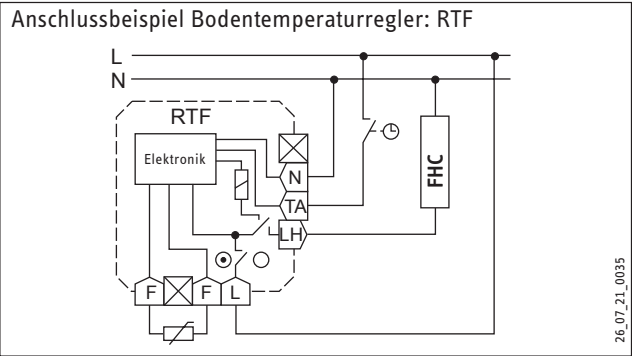 Anschlussbeispiel Bodentemperaturregler: RTF
L
N
RTF
Elektronik
N
TA
LH
FHC
F
F
L
26_07_21_0035